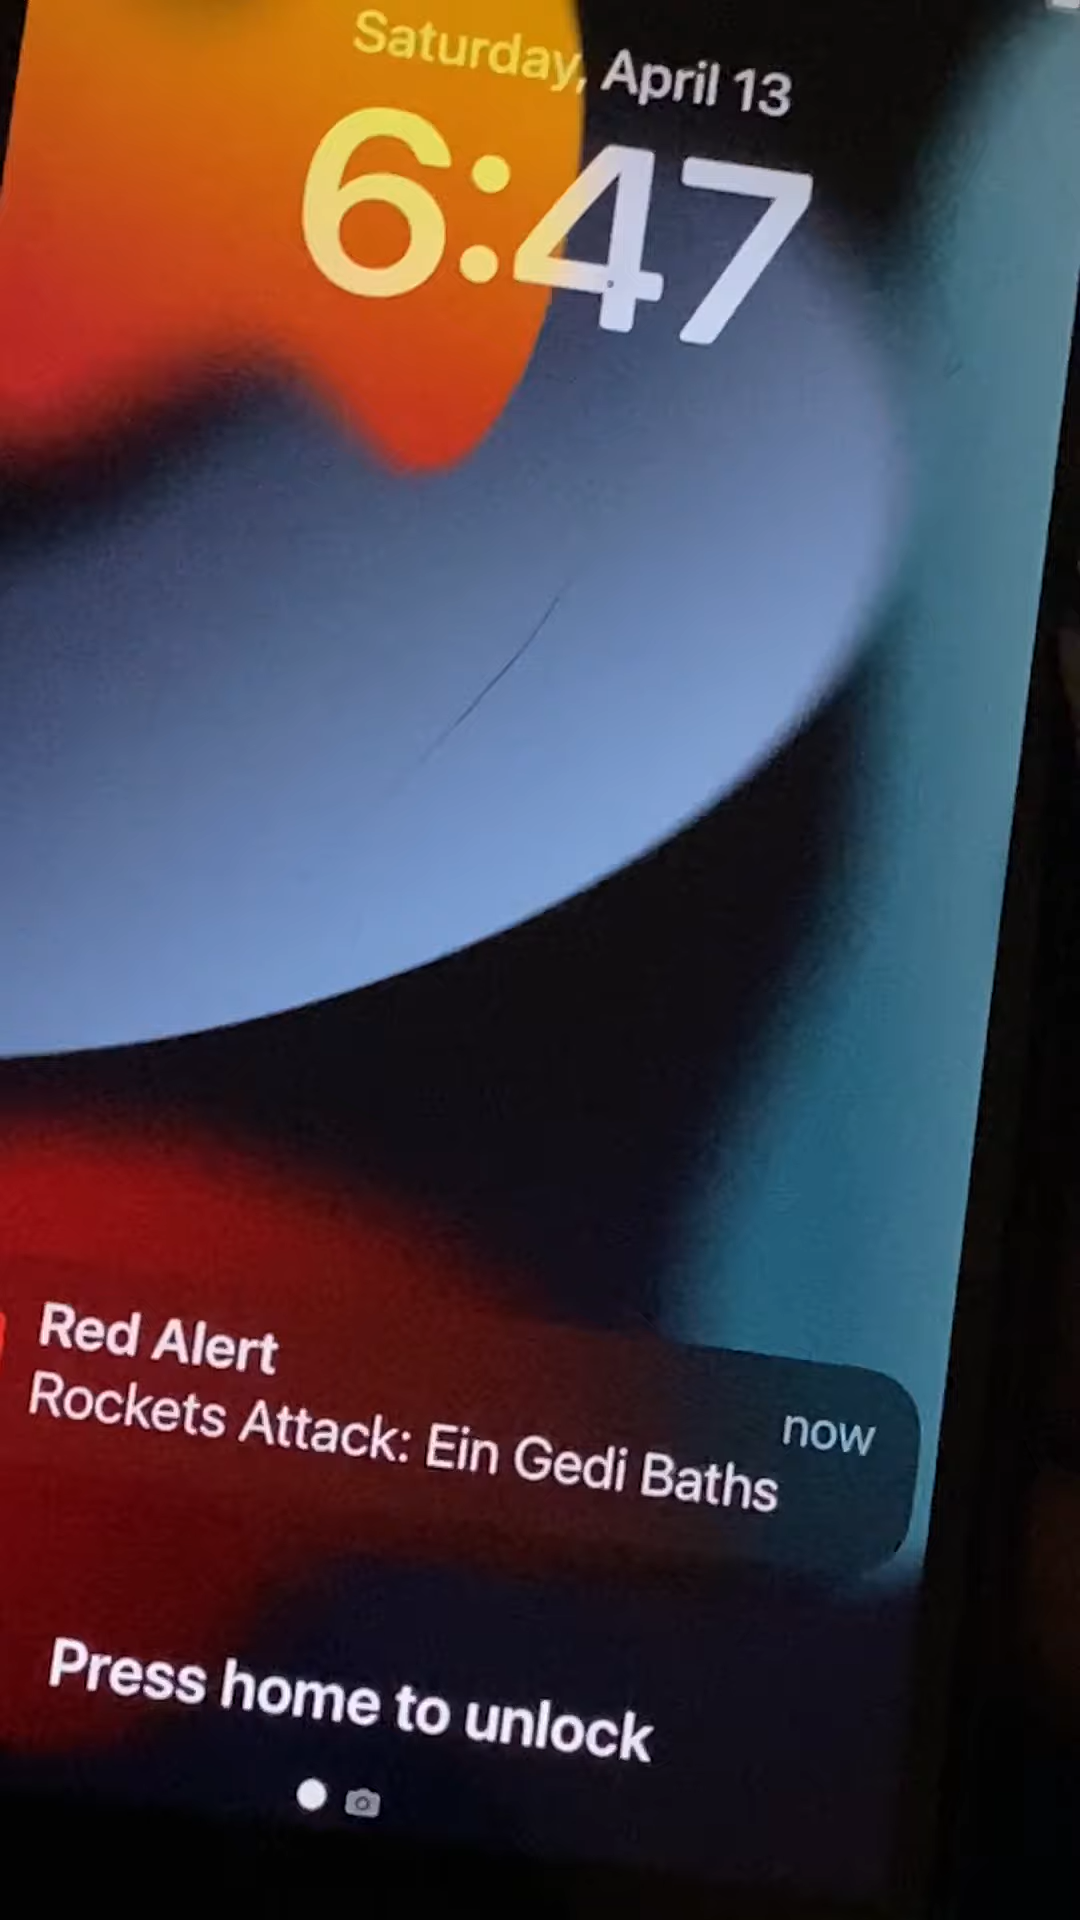 Saturday, April 13
6:47
Red Alert
now
Rockets Attack: Ein Gedi Baths
Press home to unlock